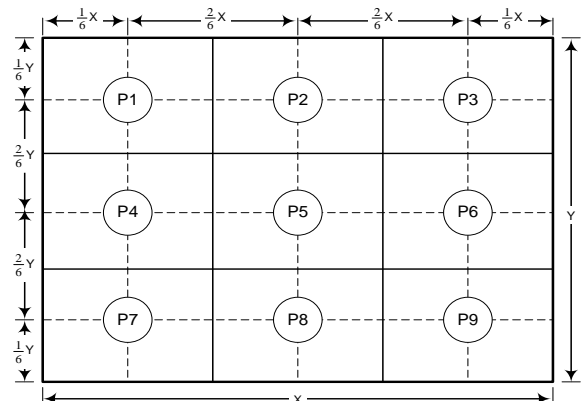 1/6 X 2/6 X 2/6 X 1/6 X
1/6 Y
P1 P2 P3
2/6 Y
P4 P5 P6
Y
2/6 Y
P7 P8 P9
1/6 Y
X